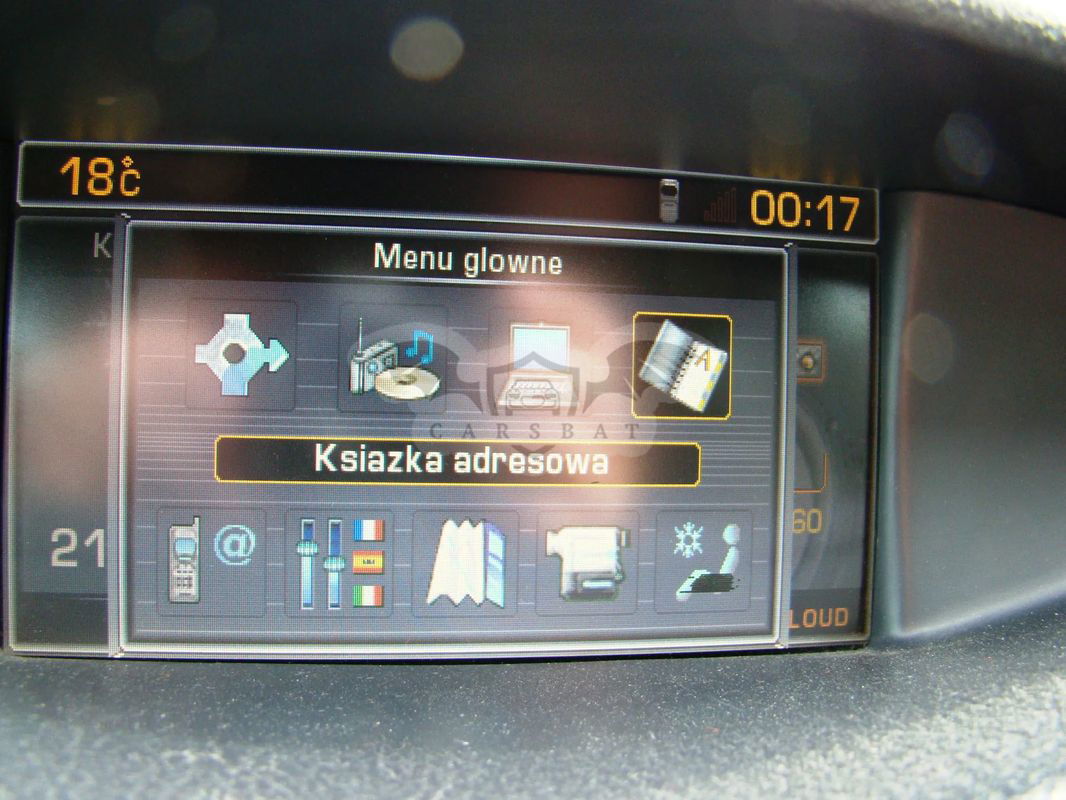 18°C
00:17
K
Menu glowne
A
CARSBAT
Ksiazka adresowa
@
21
60
LOUD